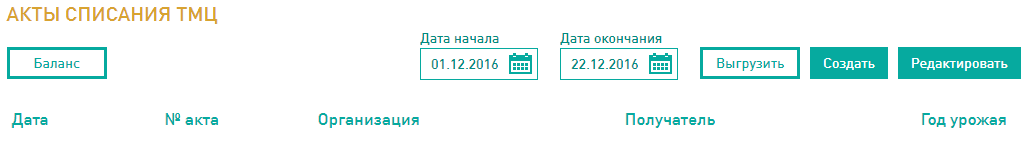 АКТЫ СПИСАНИЯ ТМЦ
Дата начала Дата окончания
Баланс 01.12.2016 22.12.2016 Выгрузить Создать Редактировать
Дата № акта Организация Получатель Год урожая